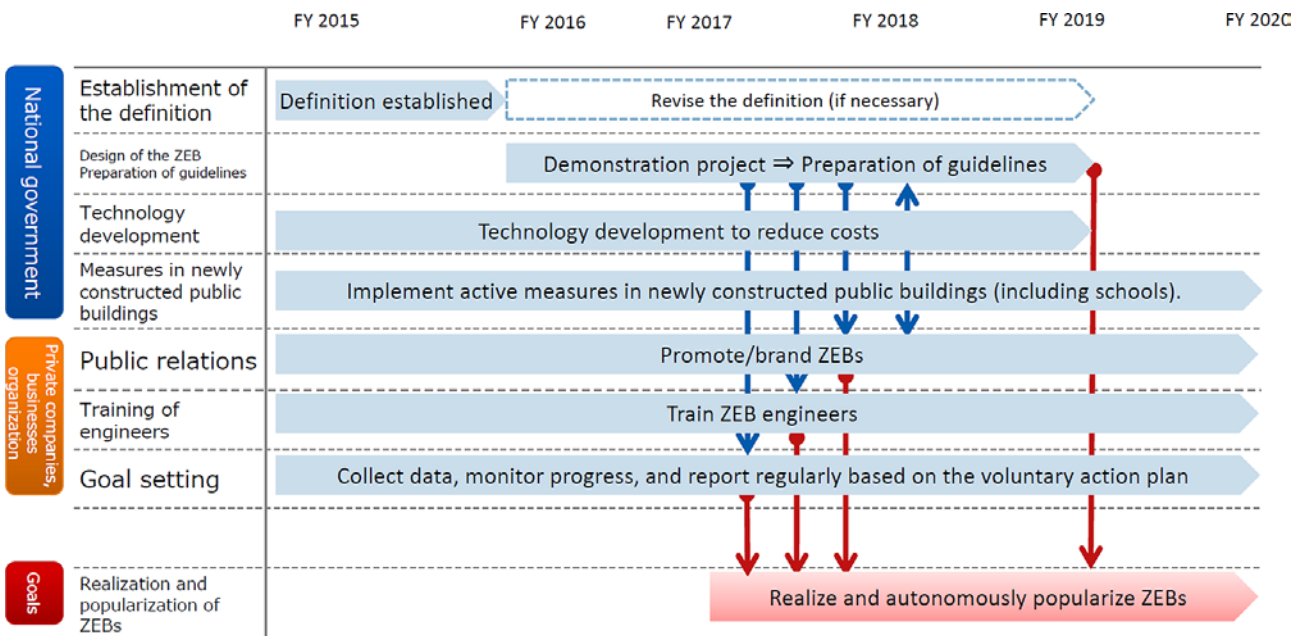 FY 2015 FY 2016 FY 2017 FY 2018 FY 2019 FY 202C
National government
Establishment of
the definition
Definition established
Revise the definition (if necessary)
Design of the ZEB
Preparation of guidelines
Demonstration project ⇒ Preparation of guidelines
Technology
development
Technology development to reduce costs
Measures in newly
constructed public
buildings
Implement active measures in newly constructed public buildings (including schools).
Private companies,
businesses
organization
Public relations
Promote/brand ZEBs
Training of
engineers
Train ZEB engineers
Goal setting
Collect data, monitor progress, and report regularly based on the voluntary action plan
Goals
Realization and
popularization of
ZEBs
Realize and autonomously popularize ZEBs